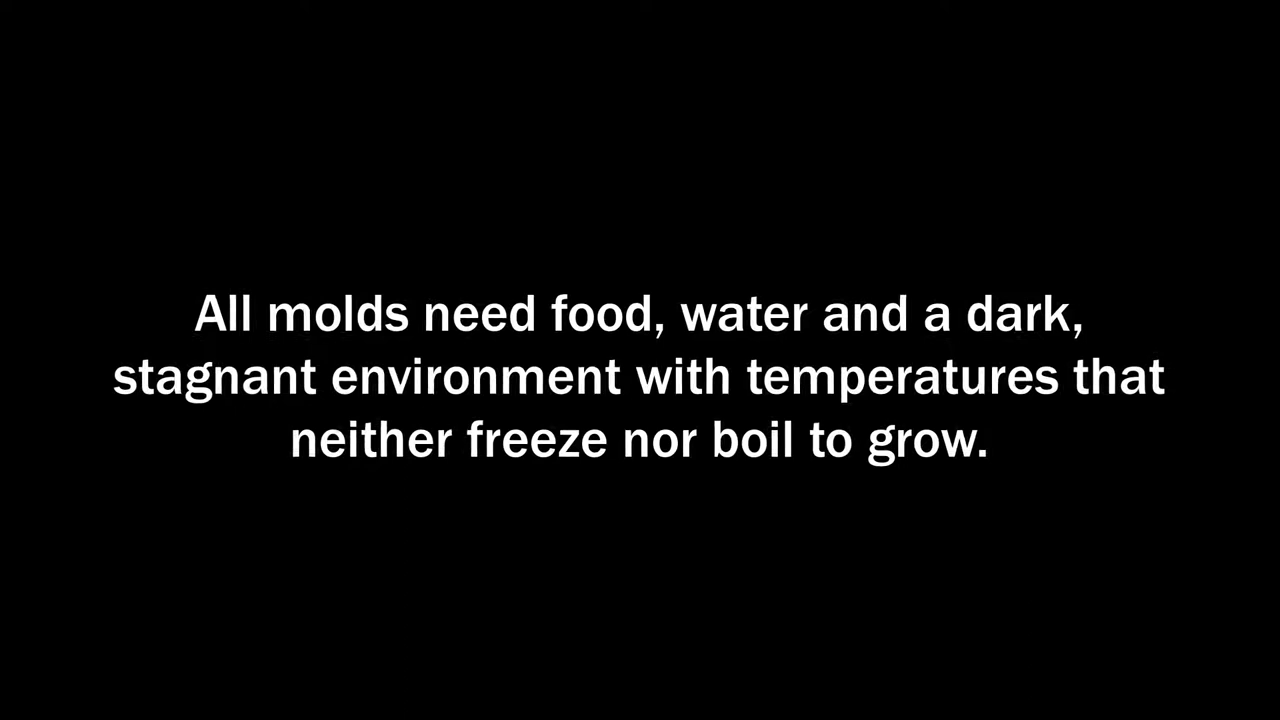 All molds need food, water and a dark,
stagnant environment with temperatures that
neither freeze nor boil to grow.